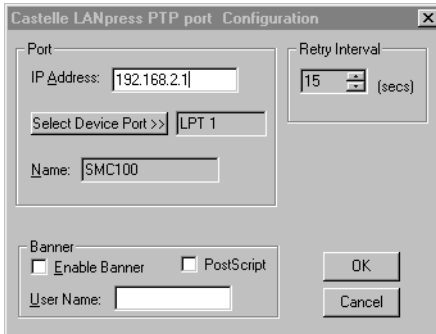 Castelle LANpress PTP port Configuration
Port
IP Address: 192.168.2.1
Select Device Port >> LPT 1
Name: SMC100
Retry Interval
15 (secs)
Banner
Enable Banner PostScript
User Name:
OK
Cancel